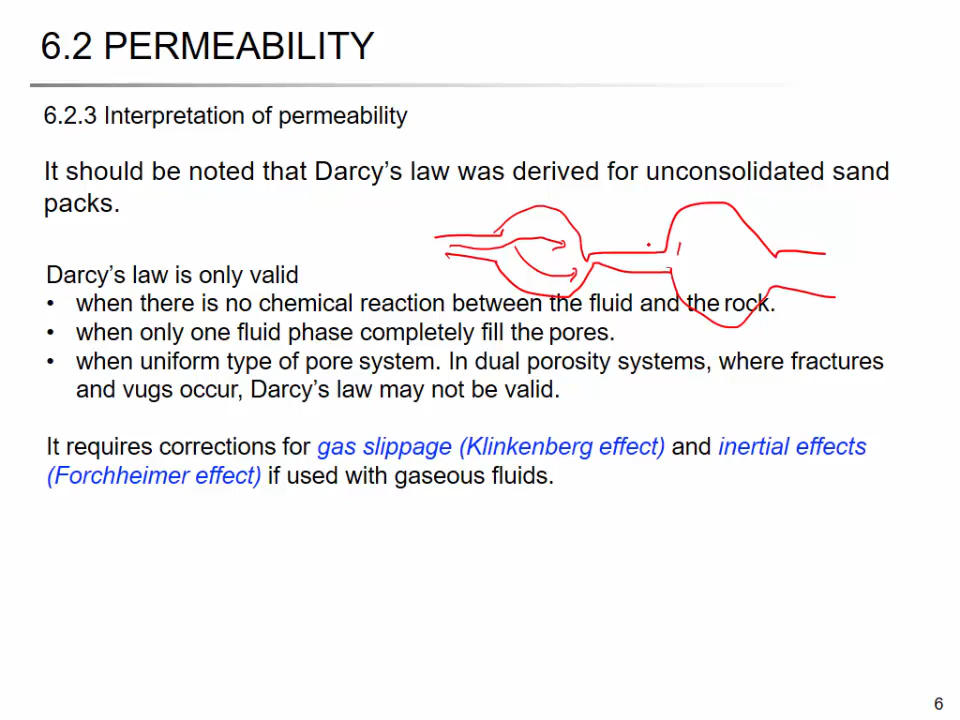 6.2 PERMEABILITY
6.2.3 Interpretation of permeability
It should be noted that Darcy's law was derived for unconsolidated sand
packs.
Darcy's law is only valid
• when there is no chemical reaction between the fluid and the rock.
• when only one fluid phase completely fill the pores.
• when uniform type of pore system. In dual porosity systems, where fractures
and vugs occur, Darcy's law may not be valid.
It requires corrections for gas slippage (Klinkenberg effect) and inertial effects
(Forchheimer effect) if used with gaseous fluids.
6